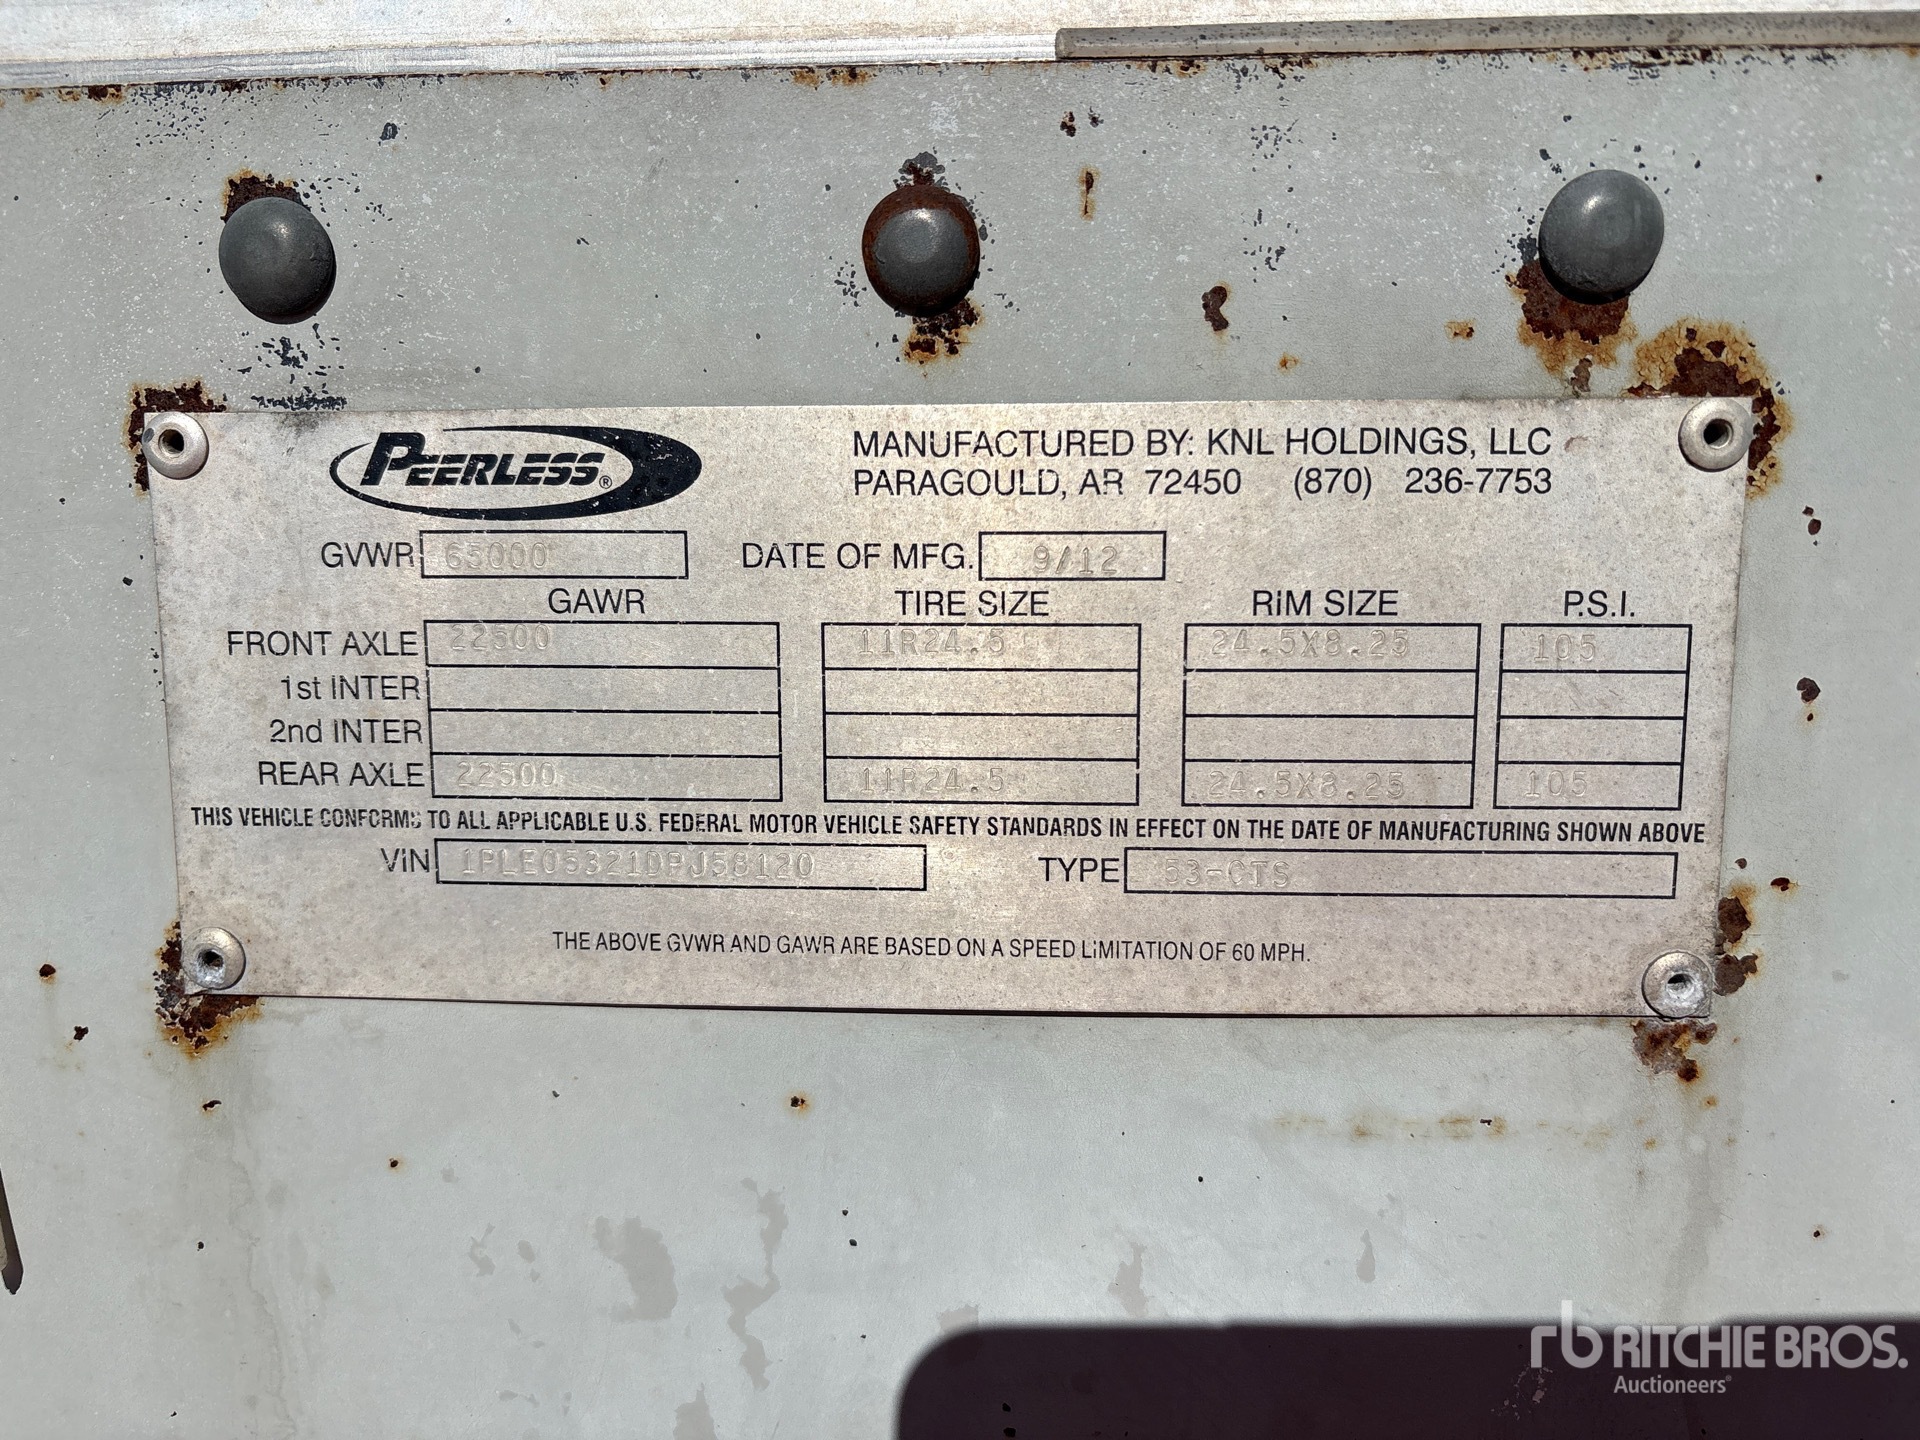 PEERLESS®
MANUFACTURED BY: KNL HOLDINGS, LLC
PARAGOULD, AR 72450 (870) 236-7753
GVWR 65000 DATE OF MFG. 9/12
GAWR TIRE SIZE RIM SIZE P.S.I.
FRONT AXLE 22500 11R24.5 24.5X8.25 105
1st INTER
2nd INTER
REAR AXLE 22500 11R24.5 24.5X8.25 105
THIS VEHICLE CONFORMS TO ALL APPLICABLE U.S. FEDERAL MOTOR VEHICLE SAFETY STANDARDS IN EFFECT ON THE DATE OF MANUFACTURING SHOWN ABOVE
VIN 1PLE05321DPJ58120 TYPE 53-CTS
THE ABOVE GVWR AND GAWR ARE BASED ON A SPEED LIMITATION OF 60 MPH.
rb RITCHIE BROS.
Auctioneers®